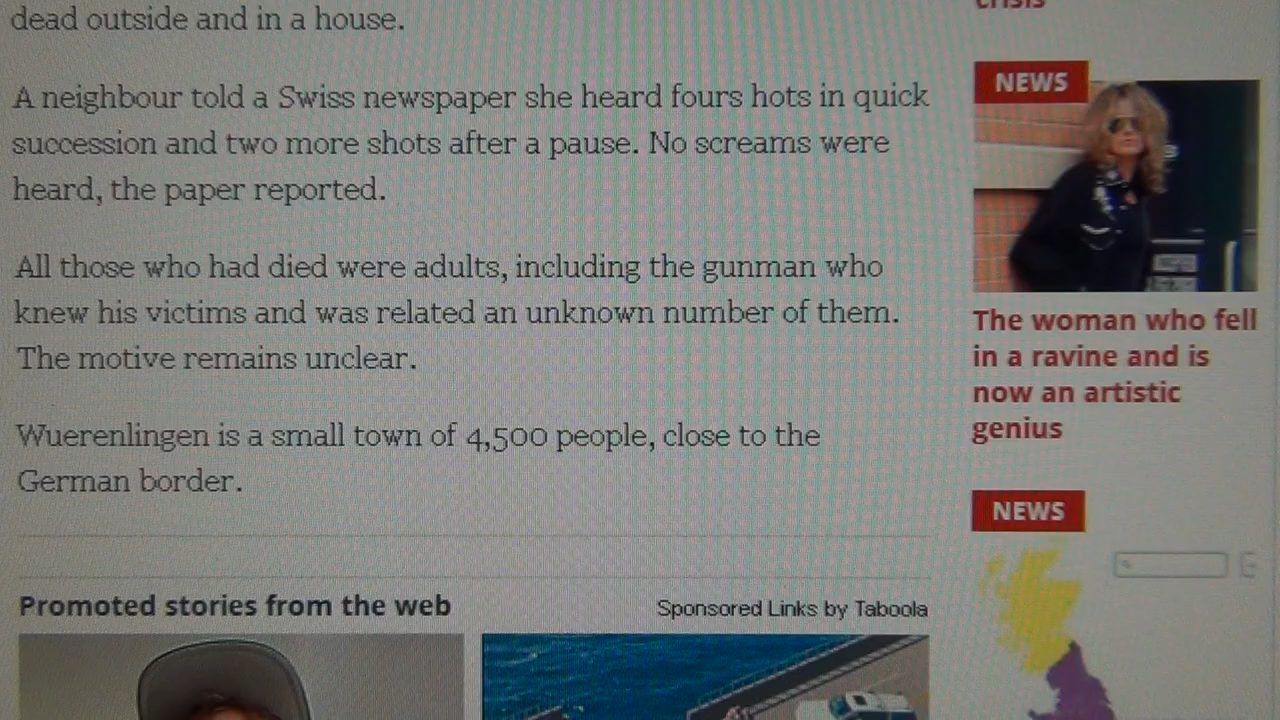 dead outside and in a house.
A neighbour told a Swiss newspaper she heard fours hots in quick
succession and two more shots after a pause. No screams were
heard, the paper reported.
All those who had died were adults, including the gunman who
knew his victims and was related an unknown number of them.
The motive remains unclear.
Wuerenlingen is a small town of 4,500 people, close to the
German border.
Promoted stories from the web
Sponsored Links by Taboola
crisis
NEWS
The woman who fell
in a ravine and is
now an artistic
genius
NEWS